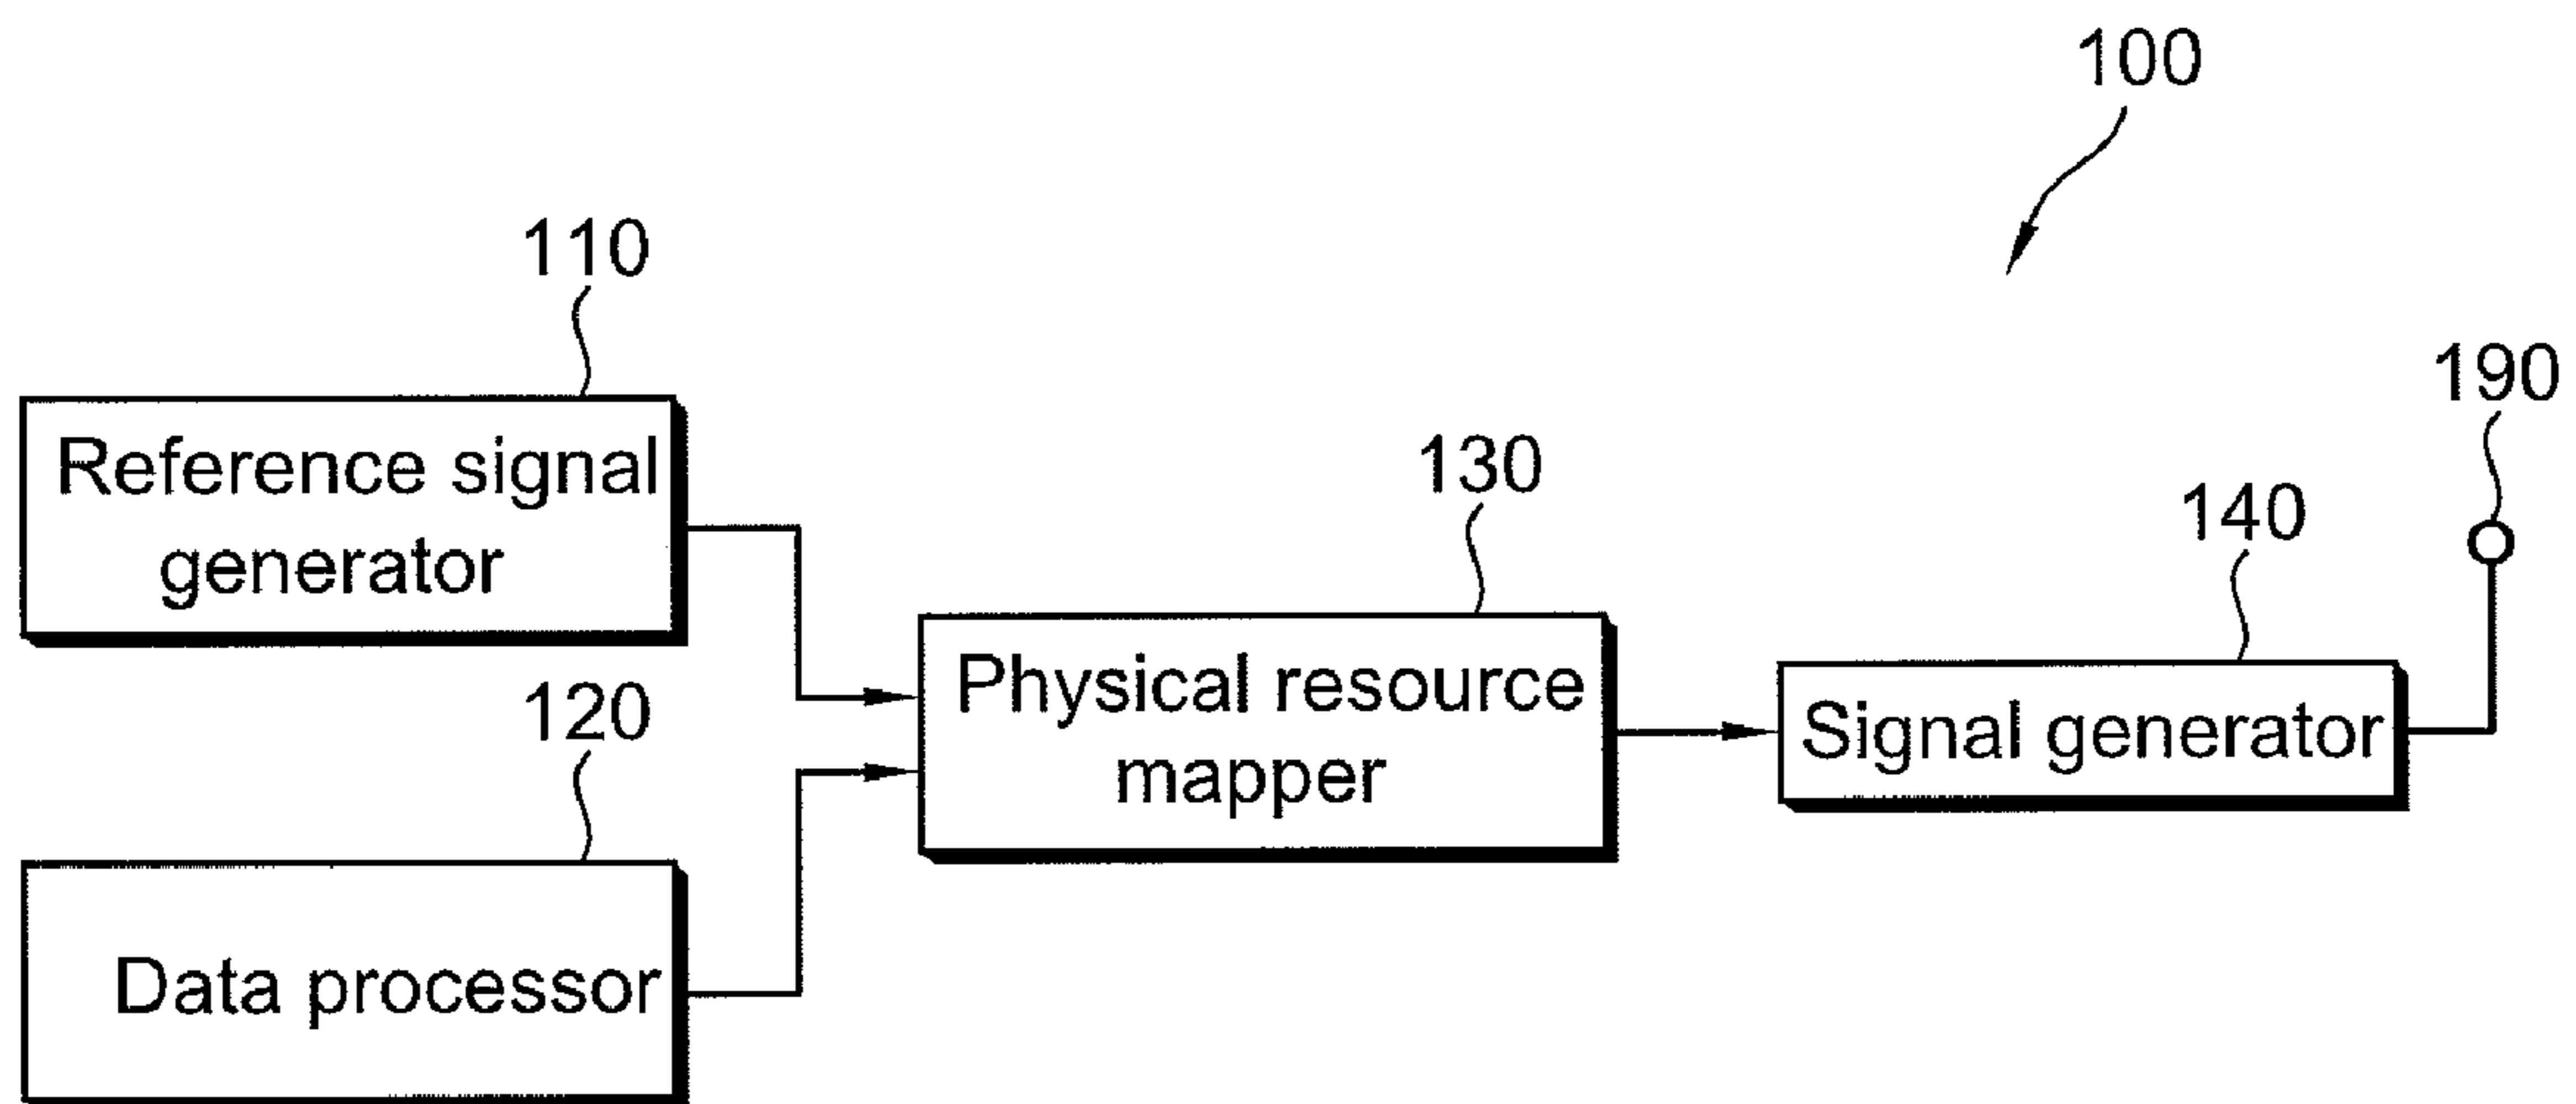 100
110
190
Reference signal
generator
130
140
120
Physical resource
mapper
Signal generator
Data processor